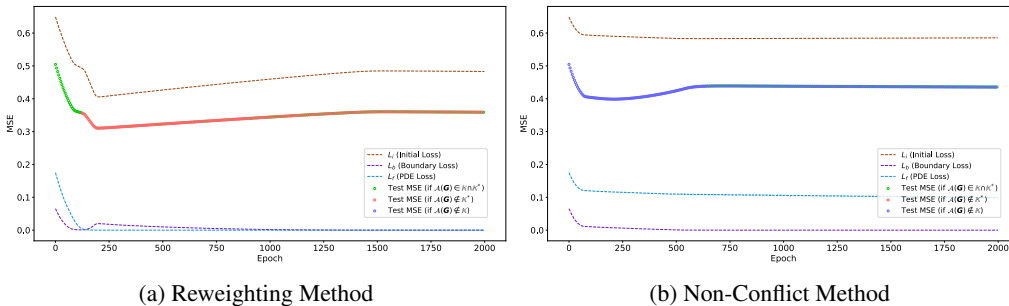 0.6
0.5
0.4
0.3
0.2
0.1
0.0
MSE
0
250
500
750
1000
1250
1500
1750
2000
Epoch
L_i (Initial Loss)
L_b (Boundary Loss)
L_f (PDE Loss)
Test MSE (if 𝒜(G) ∈ 𝕂∩𝕂*)
Test MSE (if 𝒜(G) ∉ 𝕂*)
Test MSE (if 𝒜(G) ∉ 𝕂)
(a) Reweighting Method
0.6
0.5
0.4
0.3
0.2
0.1
0.0
MSE
0
250
500
750
1000
1250
1500
1750
2000
Epoch
L_i (Initial Loss)
L_b (Boundary Loss)
L_f (PDE Loss)
Test MSE (if 𝒜(G) ∈ 𝕂∩𝕂*)
Test MSE (if 𝒜(G) ∉ 𝕂*)
Test MSE (if 𝒜(G) ∉ 𝕂)
(b) Non-Conflict Method